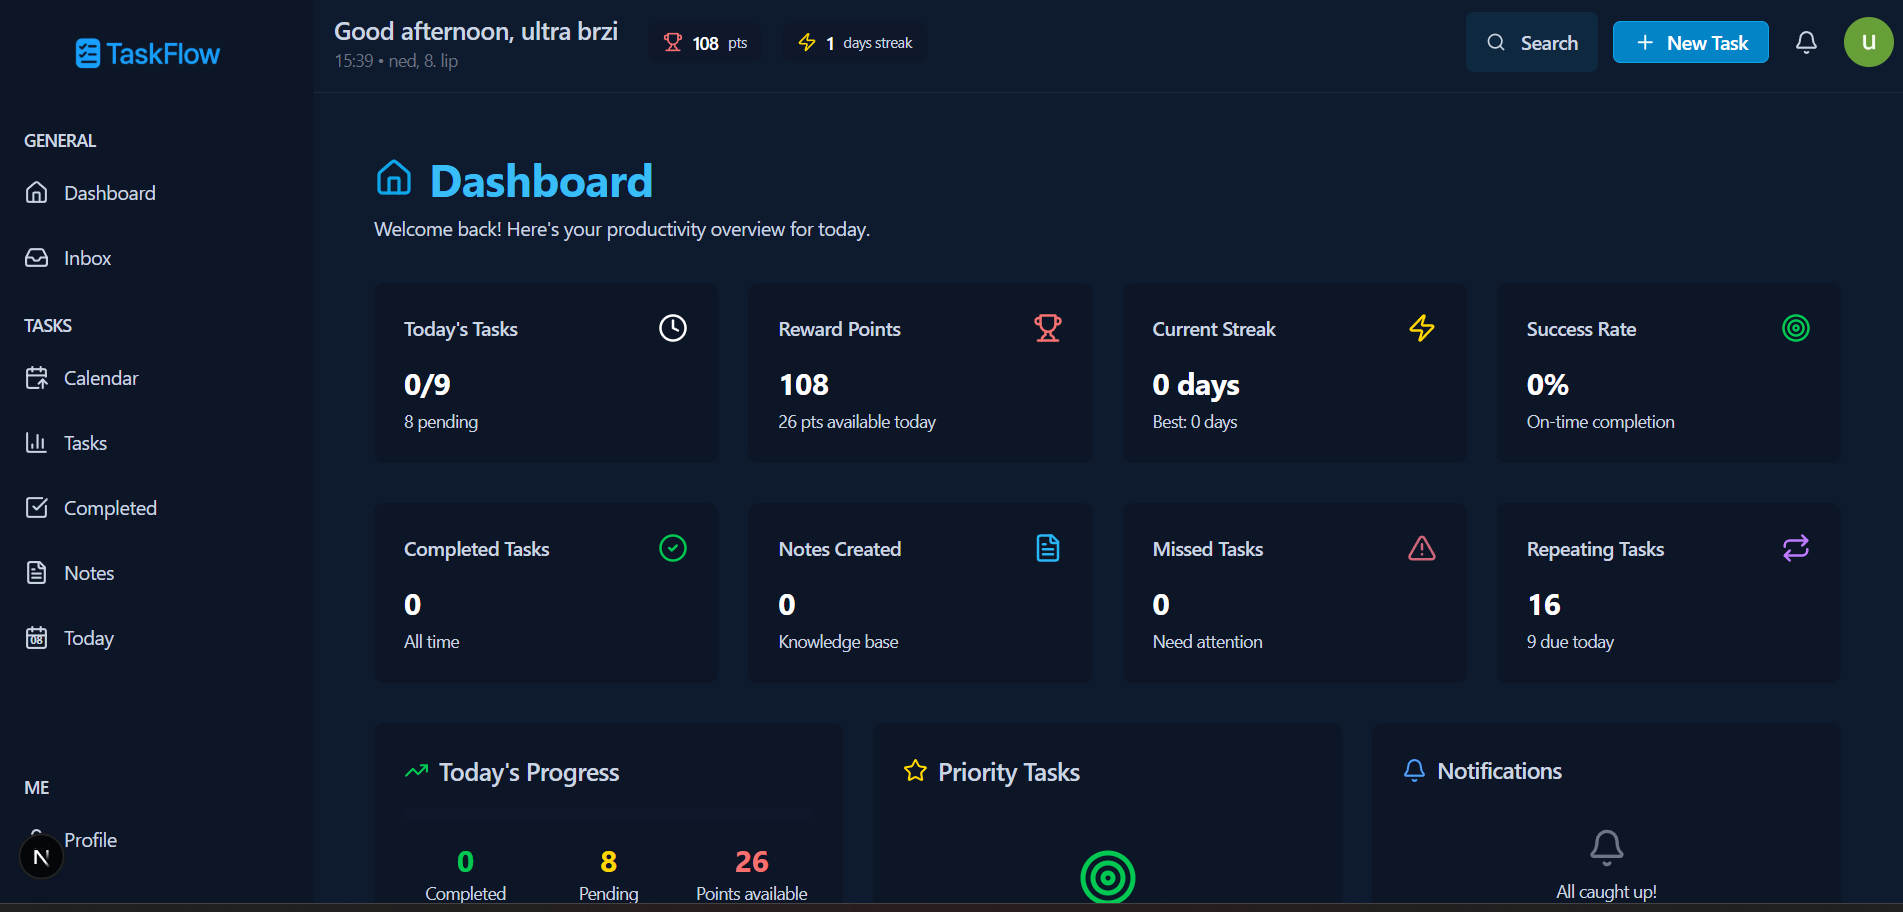 TaskFlow
Good afternoon, ultra brzi
15:39 • ned, 8. lip
108 pts
1 days streak
Search
New Task
u
GENERAL
Dashboard
Inbox
TASKS
Calendar
Tasks
Completed
Notes
08
Today
ME
Profile
N
Dashboard
Welcome back! Here's your productivity overview for today.
Today's Tasks
0/9
8 pending
Reward Points
108
26 pts available today
Current Streak
0 days
Best: 0 days
Success Rate
0%
On-time completion
Completed Tasks
0
All time
Notes Created
0
Knowledge base
Missed Tasks
0
Need attention
Repeating Tasks
16
9 due today
Today's Progress
0
Completed
8
Pending
26
Points available
Priority Tasks
Notifications
All caught up!